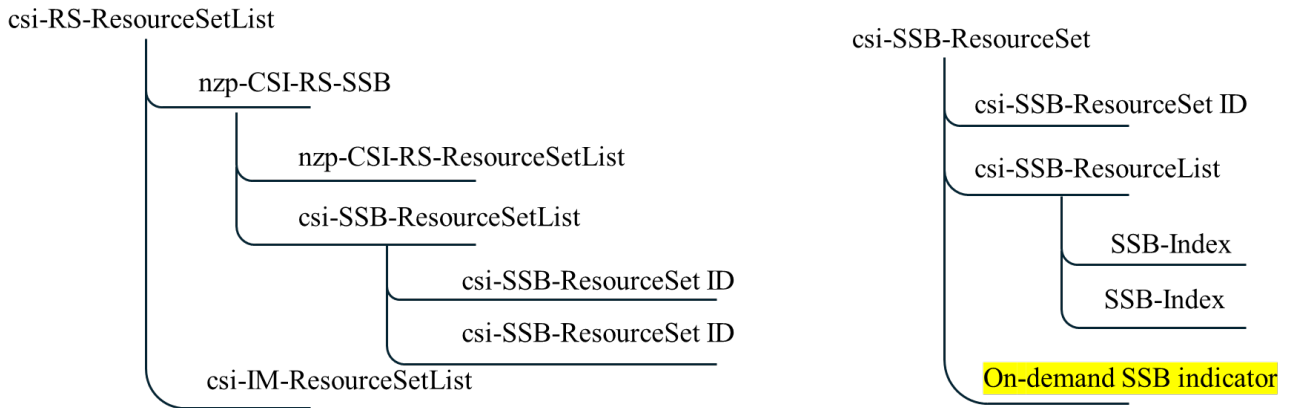 csi-RS-ResourceSetList
nzp-CSI-RS-SSB
nzp-CSI-RS-ResourceSetList
csi-SSB-ResourceSetList
csi-SSB-ResourceSet ID
csi-SSB-ResourceSet ID
csi-IM-ResourceSetList
csi-SSB-ResourceSet
csi-SSB-ResourceSet ID
csi-SSB-ResourceList
SSB-Index
SSB-Index
On-demand SSB indicator